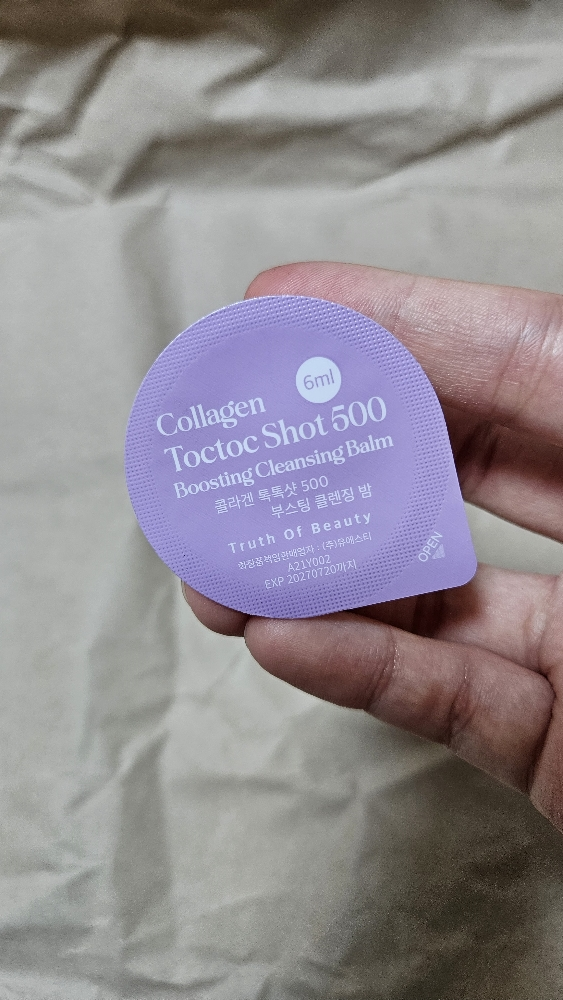 6ml
Collagen
Toctoc Shot 500
Boosting Cleansing Balm
콜라겐 톡톡샷 500
부스팅 클렌징 밤
Truth Of Beauty
화장품책임판매업자 : (주)유애스티
A21Y002
EXP 20270720까지
OPEN